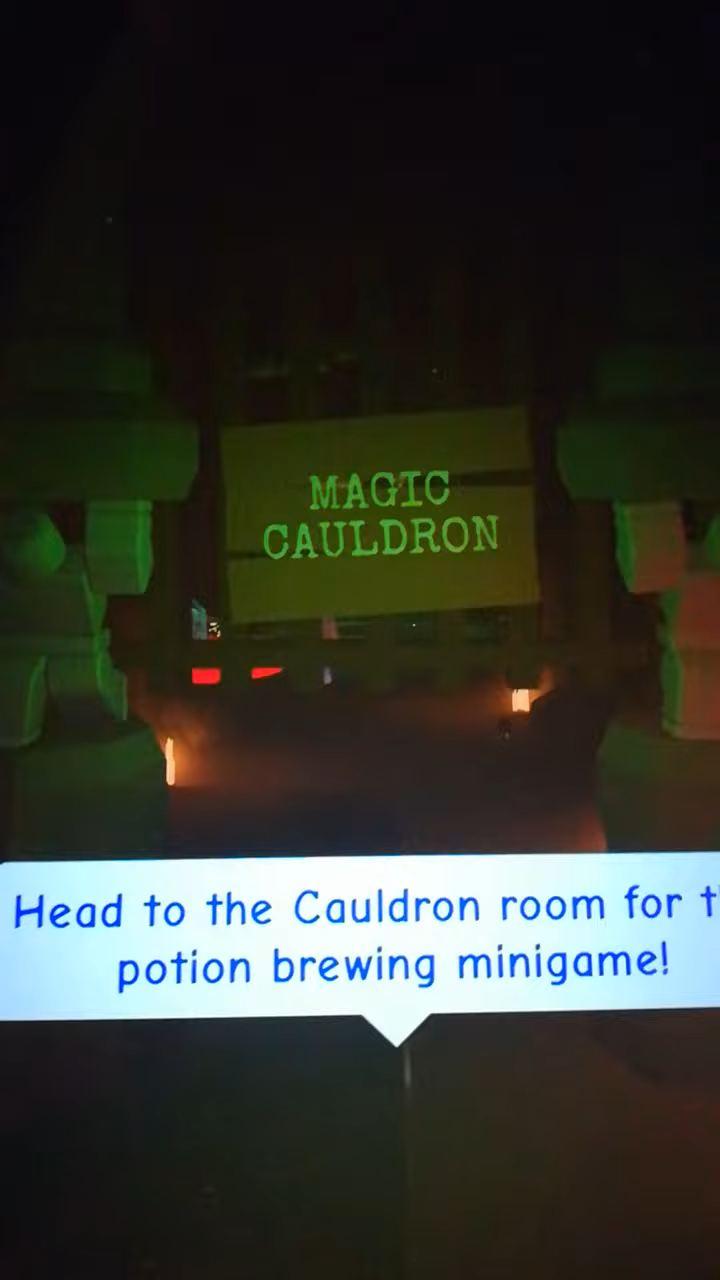 MAGIC
CAULDRON
Head to the Cauldron room for
potion brewing minigame!